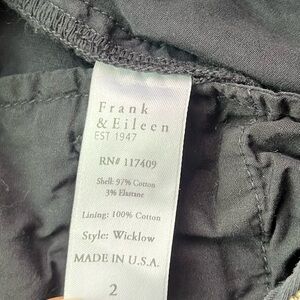 Frank
& Eileen
EST 1947
RN# 117409
Shell: 97% Cotton
3% Elastane
Lining: 100% Cotton
Style: Wicklow
MADE IN U.S.A.
2